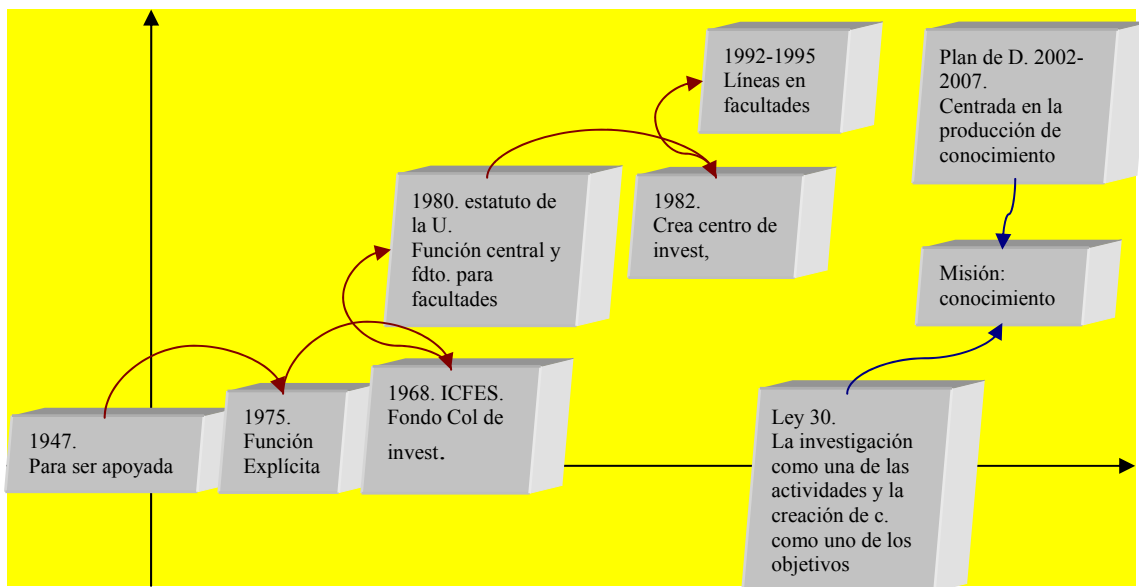 1947.
Para ser apoyada
1975.
Función
Explícita
1968. ICFES.
Fondo Col de
invest.
1980. estatuto de
la U.
Función central y
fdto. para
facultades
1982.
Crea centro de
invest,
1992-1995
Líneas en
facultades
Plan de D. 2002-
2007.
Centrada en la
producción de
conocimiento
Misión:
conocimiento
Ley 30.
La investigación
como una de las
actividades y la
creación de c.
como uno de los
objetivos